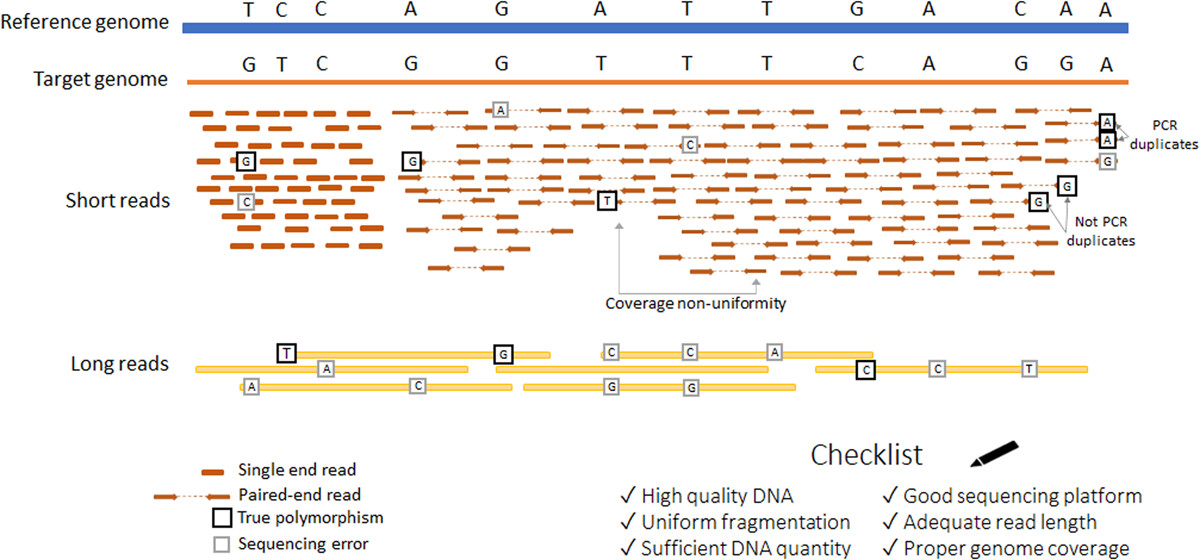 T C C A G A T T G A C A A
Reference genome
G T C G G T T T C A G G A
Target genome
A
A
PCR
duplicates
C
A
G
G
G
Short reads
C
T
G
G
Not PCR
duplicates
Coverage non-uniformity
Long reads
T
G
C
C
A
A
C
C
T
A
C
G
G
Checklist
Single end read
Paired-end read
True polymorphism
Sequencing error
✓ High quality DNA
✓ Uniform fragmentation
✓ Sufficient DNA quantity
✓ Good sequencing platform
✓ Adequate read length
✓ Proper genome coverage